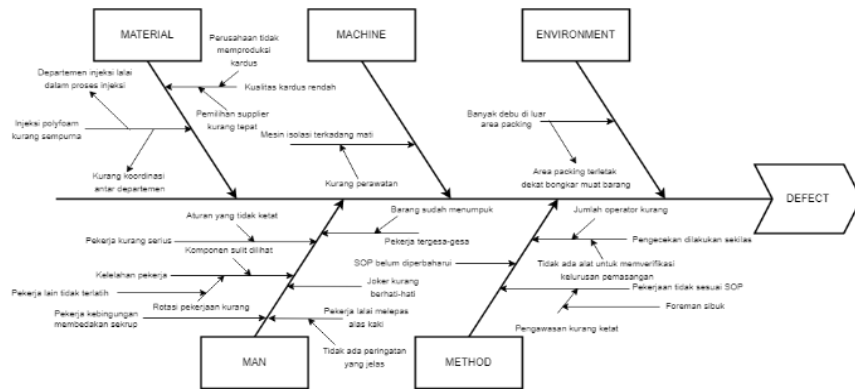 MATERIAL
MACHINE
ENVIRONMENT
Perusahaan tidak
memproduksi
kardus
Departemen injeksi lalai
dalam proses injeksi
Kualitas kardus rendah
Pemilihan supplier
kurang tepat
Injeksi polyfoam
kurang sempurna
Kurang koordinasi
antar departemen
Mesin isolasi terkadang mati
Kurang perawatan
Banyak debu di luar
area packing
Area packing terletak
dekat bongkar muat barang
DEFECT
Aturan yang tidak ketat
Pekerja kurang serius
Komponen sulit dilihat
Kelelahan pekerja
Pekerja lain tidak terlatih
Rotasi pekerjaan kurang
Pekerja kebingungan
membedakan sekrup
Barang sudah menumpuk
Pekerja tergesa-gesa
Joker kurang
berhati-hati
Pekerja lalai melepas
alas kaki
Tidak ada peringatan
yang jelas
SOP belum diperbaharui
Jumlah operator kurang
Pengecekan dilakukan sekilas
Tidak ada alat untuk memverifikasi
kelurusan pemasangan
Pekerjaan tidak sesuai SOP
Foreman sibuk
Pengawasan kurang ketat
MAN
METHOD